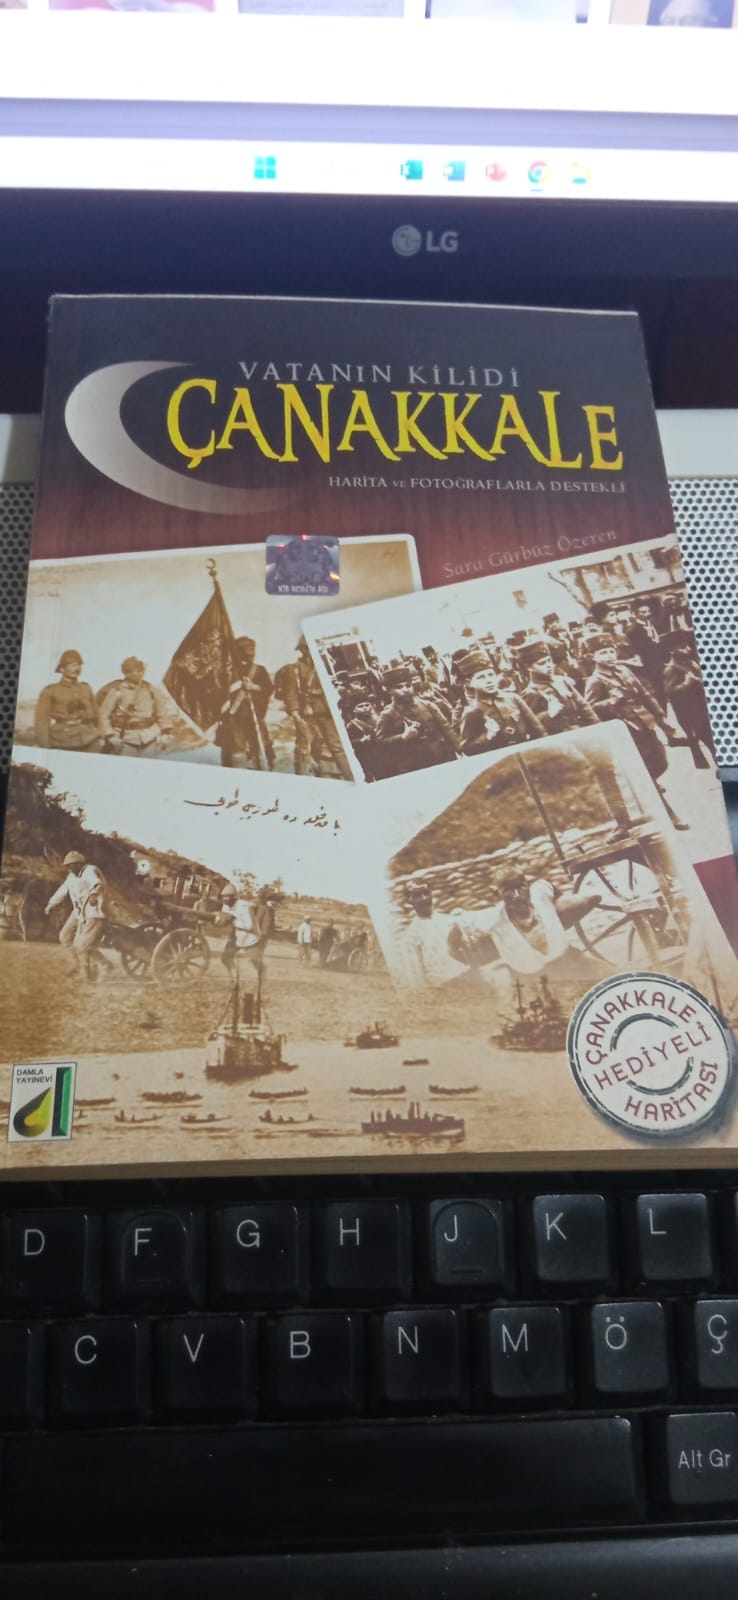 LG
VATANIN KİLİDİ
ÇANAKKALE
HARİTA VE FOTOĞRAFLARLA DESTEKLİ
Sara Gürbüz Özeren
DAMLA
YAYINEVİ
ÇANAKKALE
HEDİYELİ
HARİTASI
D F G H J K L
C V B N M Ö Ç
Alt Gr